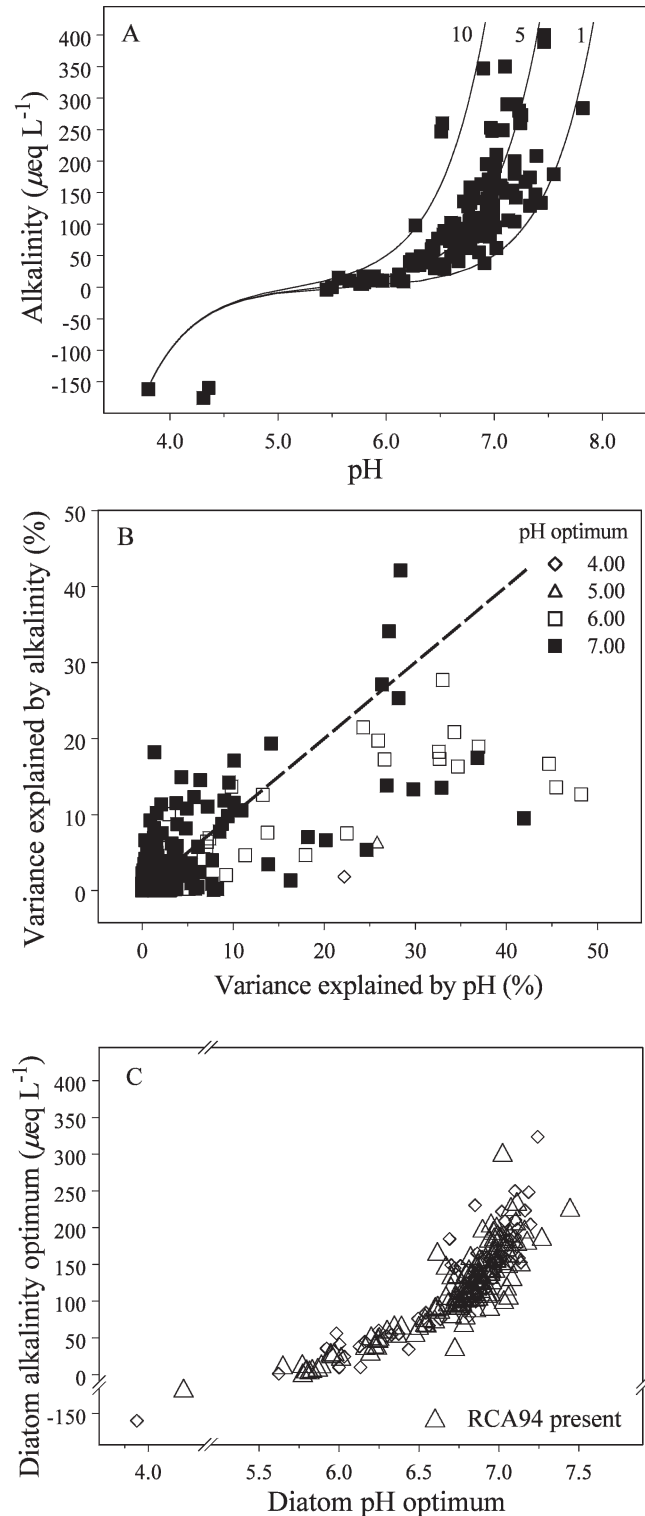 A
10
5
1
400
350
300
250
200
150
100
50
0
-50
-100
-150
Alkalinity (µeq L⁻¹)
4.0 5.0 6.0 7.0 8.0
pH
B
pH optimum
4.00
5.00
6.00
7.00
50
40
30
20
10
0
Variance explained by alkalinity (%)
0 10 20 30 40 50
Variance explained by pH (%)
C
400
300
200
150
100
50
0
-150
Diatom alkalinity optimum (µeq L⁻¹)
RCA94 present
4.0 5.5 6.0 6.5 7.0 7.5
Diatom pH optimum